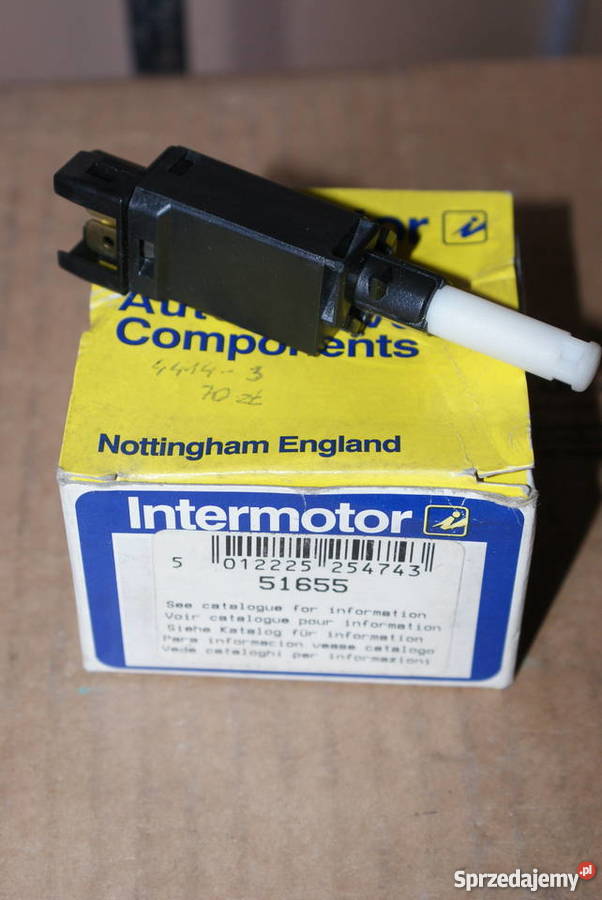 Components
4414-3
70 zł
Nottingham England
Intermotor
5 012225 254743
51655
See catalogue for information
Voir catalogue pour information
Siehe Katalog für information
Para informacion vease catalogo
Vede cataloghi per informazioni
Sprzedajemy.pl